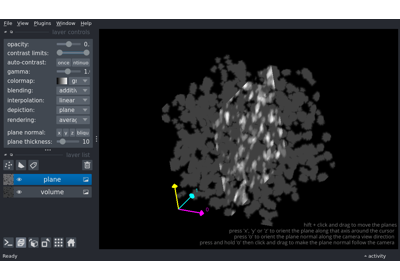 File View Plugins Window Help
layer controls
opacity: 0.
contrast limits:
auto-contrast: once
gamma: 1.
colormap: gr
blending: additi
interpolation: linear
depiction: plane
rendering: averag
plane normal: x y z
plane thickness: 10
layer list
plane
volume
shift + click and drag to move the planes
press 'x', 'y' or 'z' to orient the plane along that axis around the cursor
press 'o' to orient the plane normal along the camera view direction
press and hold 'o' then click and drag to make the plane normal follow the camera
Ready
activity